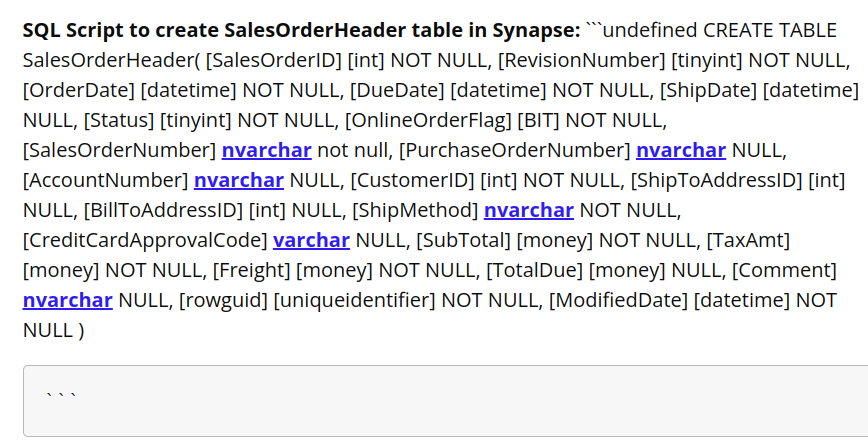 SQL Script to create SalesOrderHeader table in Synapse: ```undefined CREATE TABLE
SalesOrderHeader( [SalesOrderID] [int] NOT NULL, [RevisionNumber] [tinyint] NOT NULL,
[OrderDate] [datetime] NOT NULL, [DueDate] [datetime] NOT NULL, [ShipDate] [datetime]
NULL, [Status] [tinyint] NOT NULL, [OnlineOrderFlag] [BIT] NOT NULL,
[SalesOrderNumber] nvarchar not null, [PurchaseOrderNumber] nvarchar NULL,
[AccountNumber] nvarchar NULL, [CustomerID] [int] NOT NULL, [ShipToAddressID] [int]
NULL, [BillToAddressID] [int] NULL, [ShipMethod] nvarchar NOT NULL,
[CreditCardApprovalCode] varchar NULL, [SubTotal] [money] NOT NULL, [TaxAmt]
[money] NOT NULL, [Freight] [money] NOT NULL, [TotalDue] [money] NULL, [Comment]
nvarchar NULL, [rowguid] [uniqueidentifier] NOT NULL, [ModifiedDate] [datetime] NOT
NULL )
```